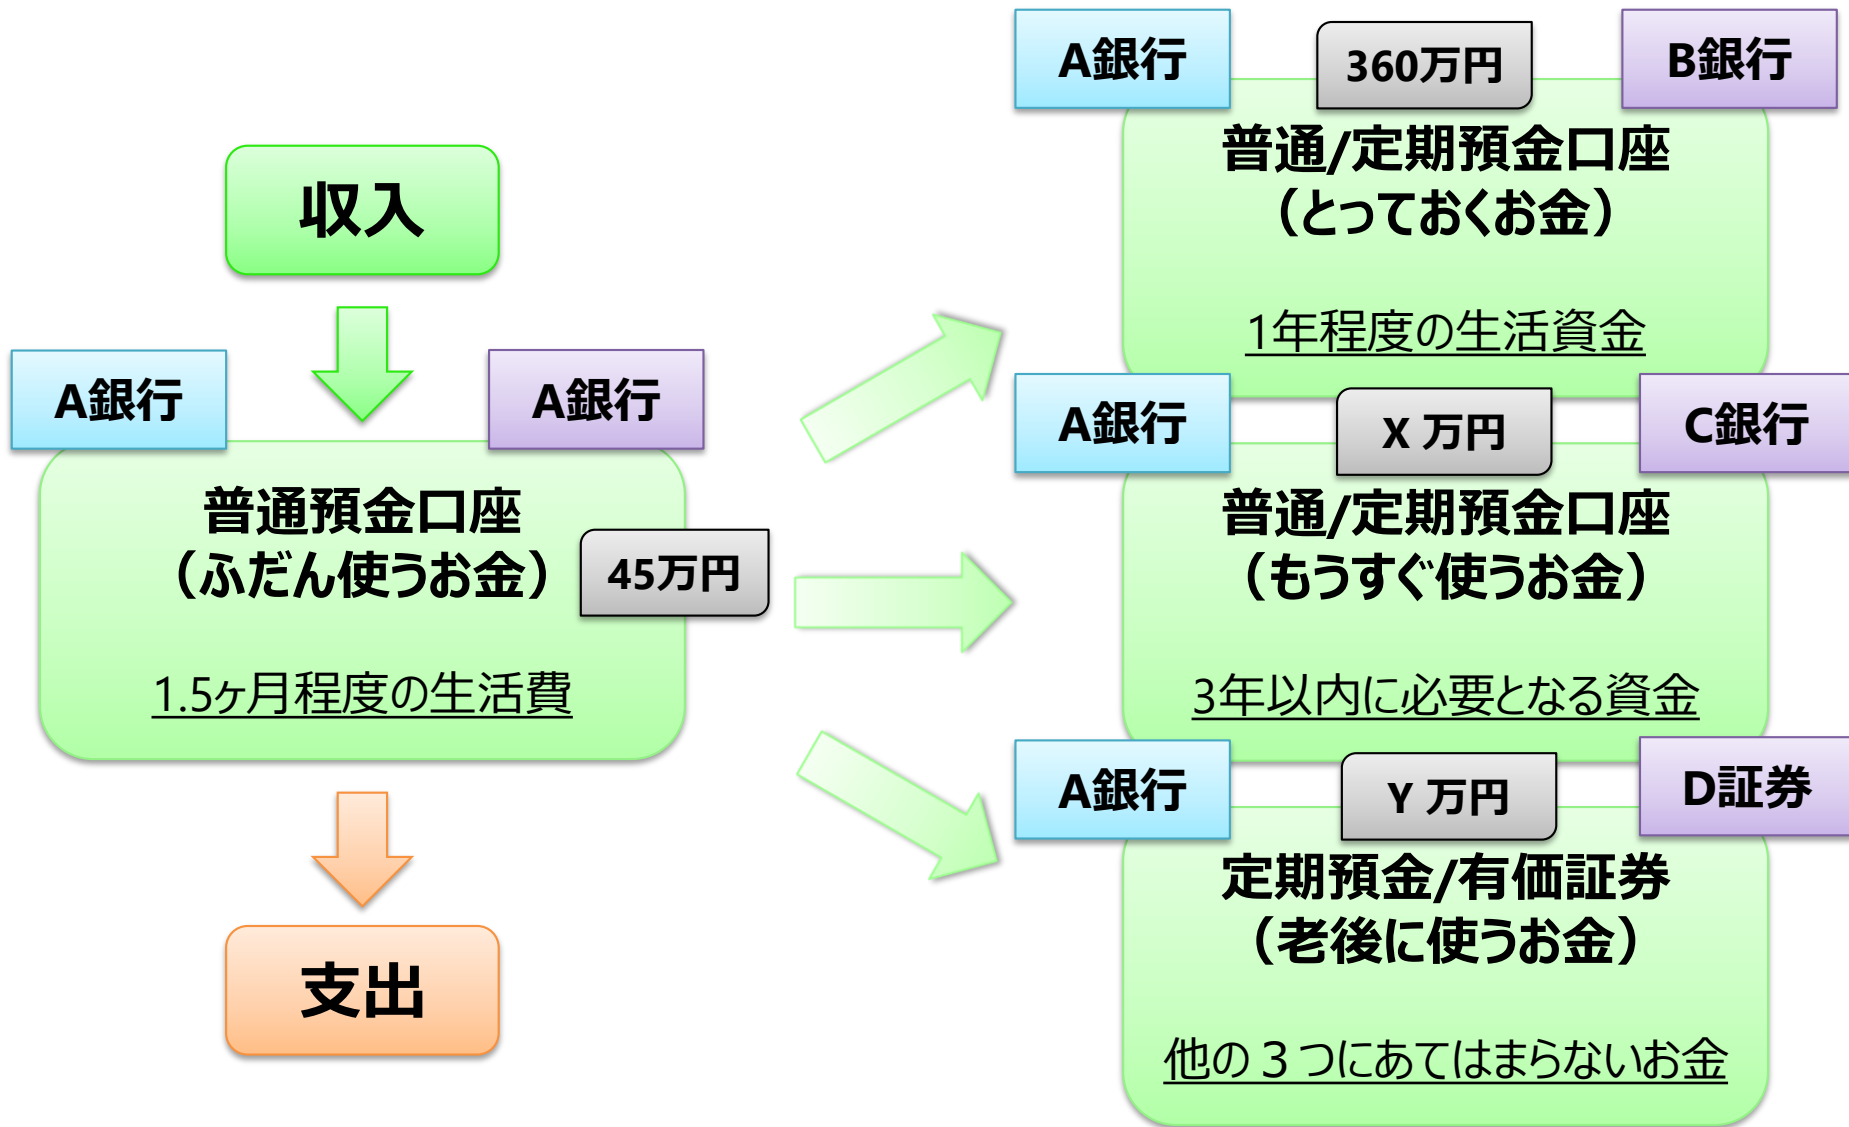 収入
A銀行
A銀行
普通預金口座
（ふだん使うお金）
45万円
1.5ヶ月程度の生活費
支出
A銀行
360万円
B銀行
普通/定期預金口座
（とっておくお金）
1年程度の生活資金
A銀行
X 万円
C銀行
普通/定期預金口座
（もうすぐ使うお金）
3年以内に必要となる資金
A銀行
Y 万円
D証券
定期預金/有価証券
（老後に使うお金）
他の３つにあてはまらないお金